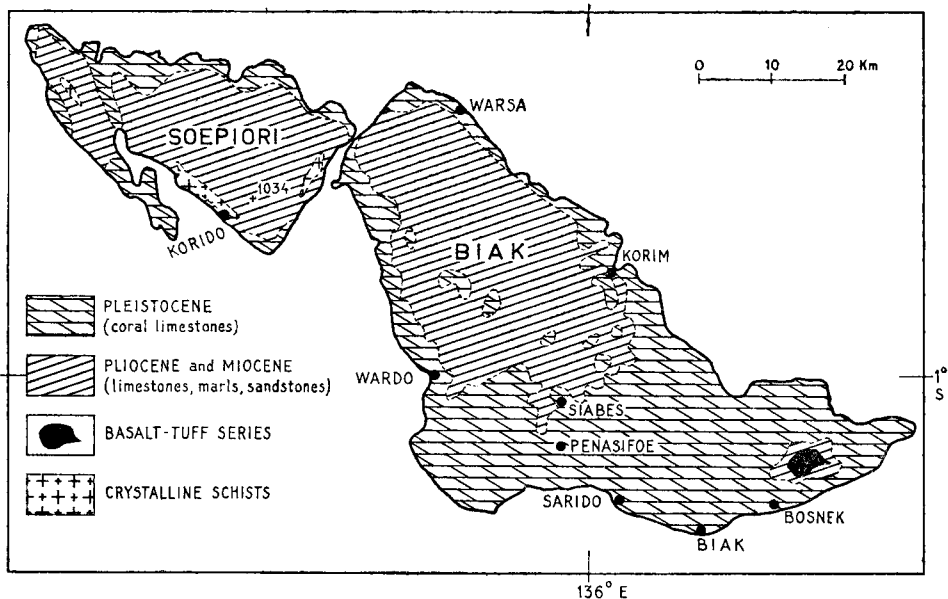 0 10 20 Km
WARSA
SOEPIORI
1034
KORIDO
BIAK
KORIM
PLEISTOCENE
(coral limestones)
PLIOCENE and MIOCENE
(limestones, marls, sandstones)
WARDO
1°
S
SIABES
BASALT-TUFF SERIES
PENASIFOE
CRYSTALLINE SCHISTS
SARIDO
BOSNEK
BIAK
136° E